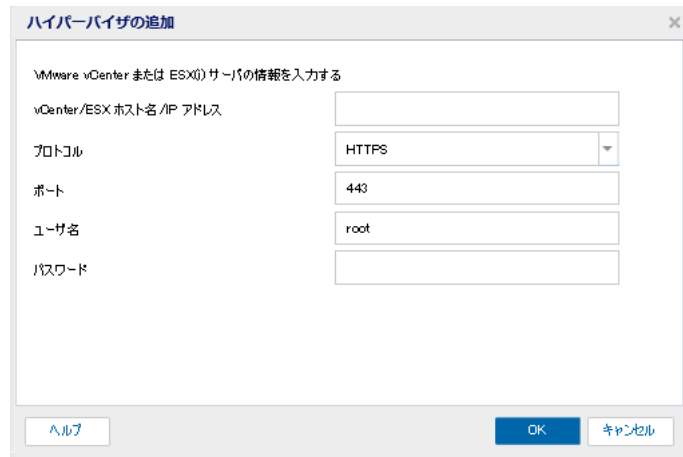 ハイパーバイザの追加
VMware vCenter または ESX(i) サーバの情報を入力する
vCenter/ESX ホスト名/IP アドレス
プロトコル HTTPS
ポート 443
ユーザ名 root
パスワード
ヘルプ OK キャンセル